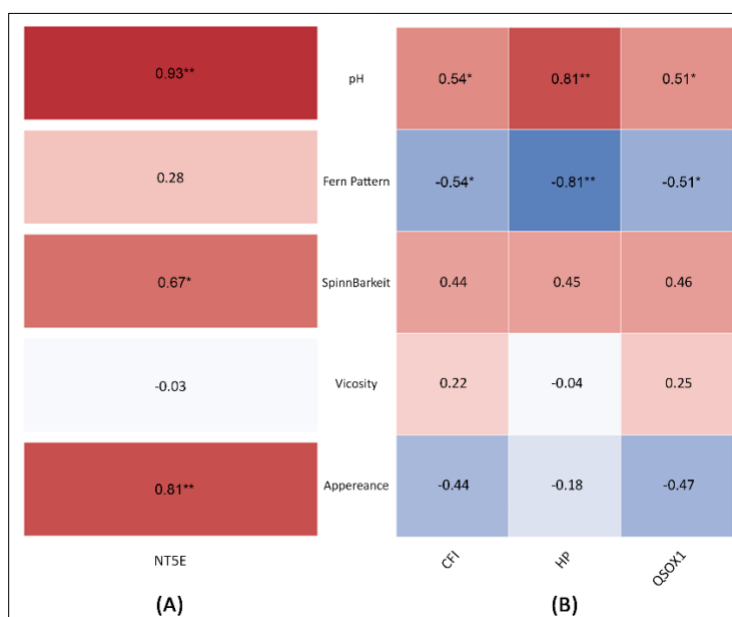 0.93** pH 0.54* 0.81** 0.51*
0.28 Fern Pattern -0.54* -0.81** -0.51*
0.67* SpinnBarkeit 0.44 0.45 0.46
-0.03 Vicosity 0.22 -0.04 0.25
0.81** Appereance -0.44 -0.18 -0.47
NT5E CFI HP QSOX1
(A) (B)